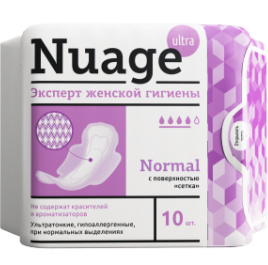 Nuage
ultra
Эксперт женской гигиены
Normal
с поверхностью
«сетка»
Не содержат красителей
и ароматизаторов
10 шт.
Ультратонкие, гипоаллергенные,
при нормальных выделениях